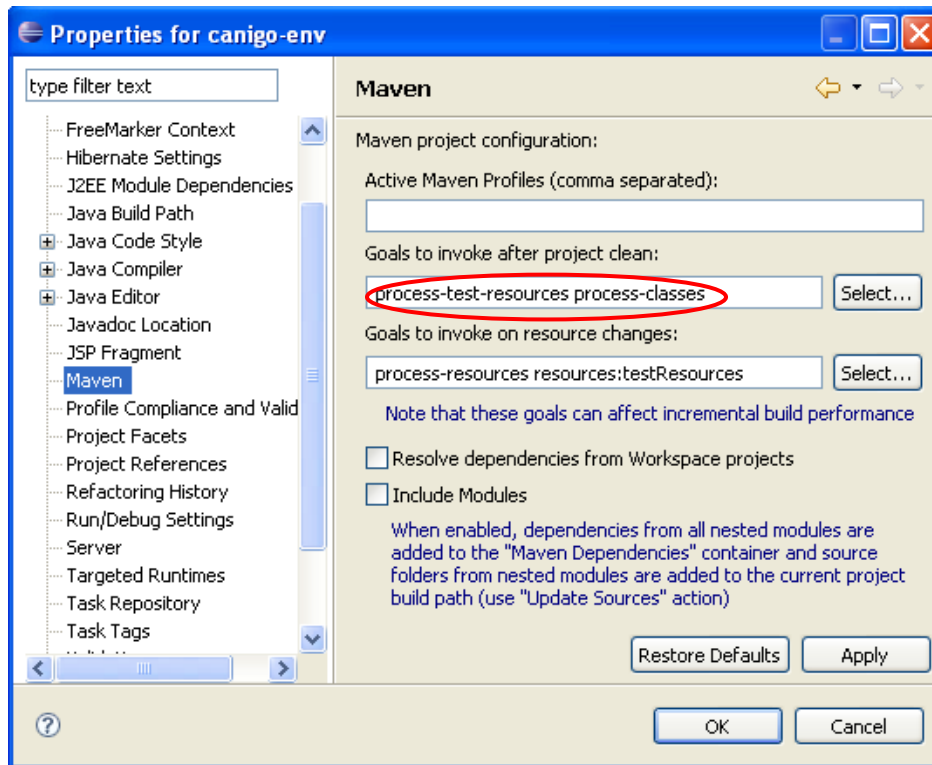 Properties for canigo-env
type filter text
FreeMarker Context
Hibernate Settings
J2EE Module Dependencies
Java Build Path
Java Code Style
Java Compiler
Java Editor
Javadoc Location
JSP Fragment
Maven
Profile Compliance and Valid
Project Facets
Project References
Refactoring History
Run/Debug Settings
Server
Targeted Runtimes
Task Repository
Task Tags
Maven
Maven project configuration:
Active Maven Profiles (comma separated):
Goals to invoke after project clean:
process-test-resources process-classes
Select...
Goals to invoke on resource changes:
process-resources resources:testResources
Select...
Note that these goals can affect incremental build performance
Resolve dependencies from Workspace projects
Include Modules
When enabled, dependencies from all nested modules are
added to the "Maven Dependencies" container and source
folders from nested modules are added to the current project
build path (use "Update Sources" action)
Restore Defaults
Apply
OK
Cancel